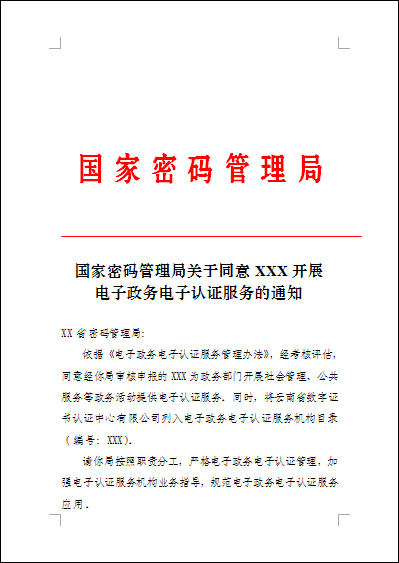 国家密码管理局
国家密码管理局关于同意 XXX 开展
电子政务电子认证服务的通知
XX 省密码管理局:
依据《电子政务电子认证服务管理办法》，经考核评估，
同意经你局审核申报的 XXX 为政务部门开展社会管理、公共
服务等政务活动提供电子认证服务。同时，将云南省数字证
书认证中心有限公司列入电子政务电子认证服务机构目录
（编号: XXX）。
请你局按照职责分工，严格电子政务电子认证管理，加
强电子认证服务机构业务指导，规范电子政务电子认证服务
应用。